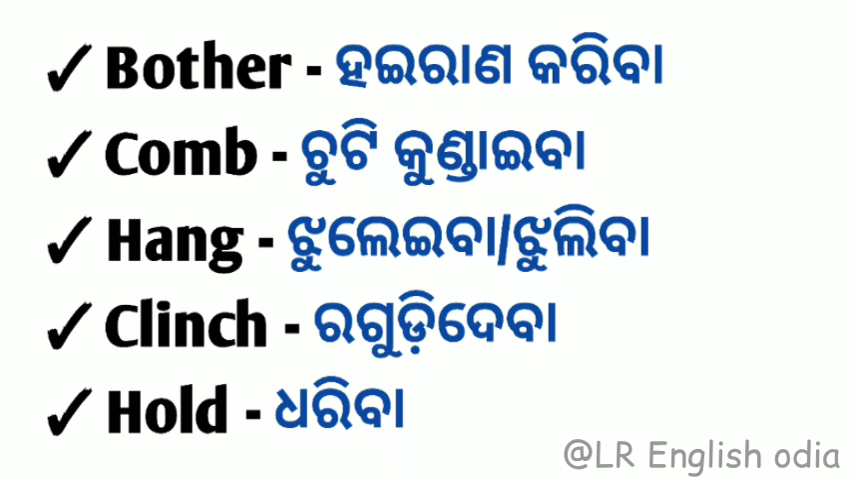 ✓ Bother - ହଇରାଣ କରିବା
✓ Comb - ଚୁଟି କୁଣ୍ଡାଇବା
✓ Hang - ଝୁଲେଇବା/ଝୁଲିବା
✓ Clinch - ରଗୁଡ଼ିଦେବା
✓ Hold - ଧରିବା
@LR English odia